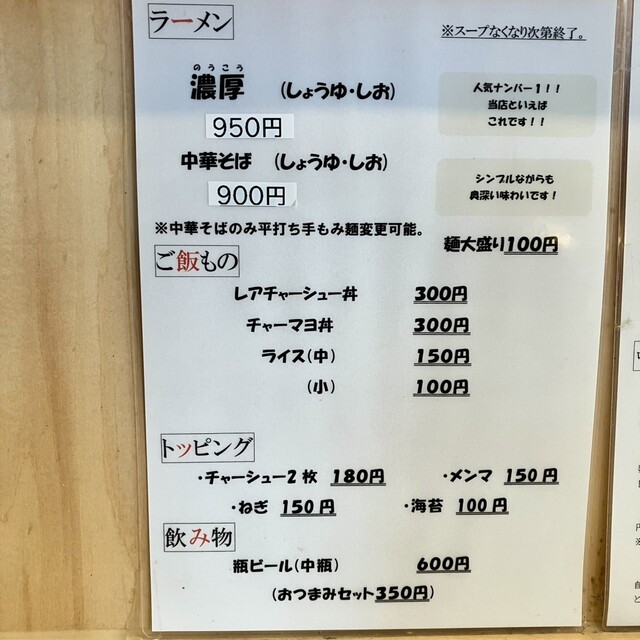 ラーメン
※スープなくなり次第終了。
のうこう
濃厚 (しょうゆ・しお)
950円
人気ナンバー1!!!
当店といえば
これです!!
中華そば (しょうゆ・しお)
900円
シンプルながらも
奥深い味わいです!
※中華そばのみ平打ち手もみ麺変更可能。
麺大盛り100円
ご飯もの
レアチャーシュー丼 300円
チャーマヨ丼 300円
ライス(中) 150円
(小) 100円
トッピング
・チャーシュー2枚 180円 ・メンマ 150円
・ねぎ 150円 ・海苔 100円
飲み物
瓶ビール(中瓶) 600円
(おつまみセット350円)